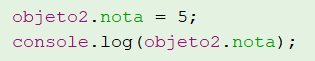 objeto2.nota = 5;
console.log(objeto2.nota);